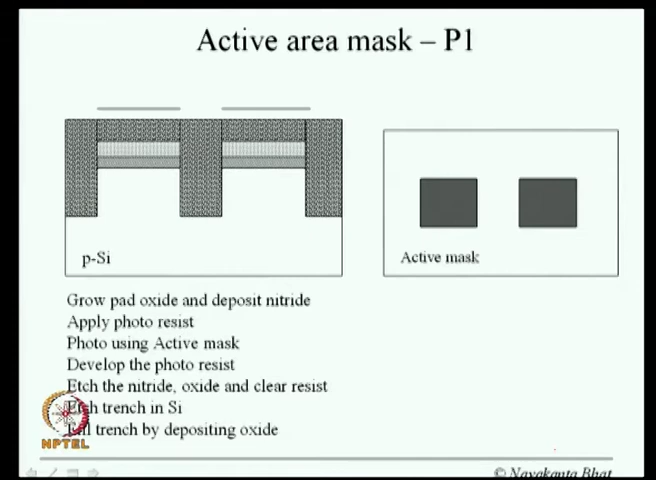 Active area mask – P1
p-Si
Active mask
Grow pad oxide and deposit nitride
Apply photo resist
Photo using Active mask
Develop the photo resist
Etch the nitride, oxide and clear resist
Etch trench in Si
trench by depositing oxide
NPTEL
© Navakanta Bhat